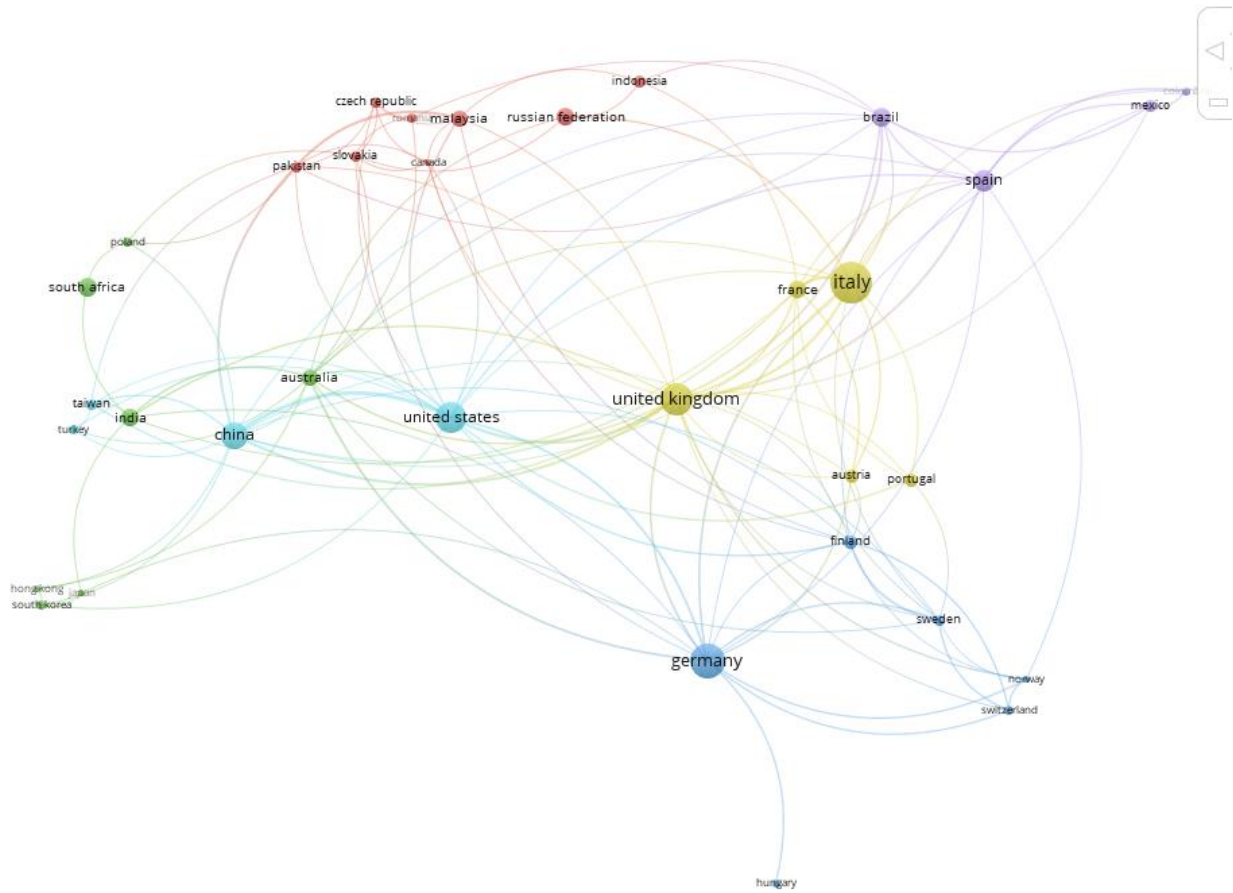 indonesia
colombia
mexico
czech republic
romania
malaysia
russian federation
brazil
slovakia
canada
pakistan
spain
poland
south africa
france
italy
australia
united kingdom
taiwan
india
turkey
china
united states
austria
portugal
finland
hong kong
japan
south korea
sweden
germany
norway
switzerland
hungary